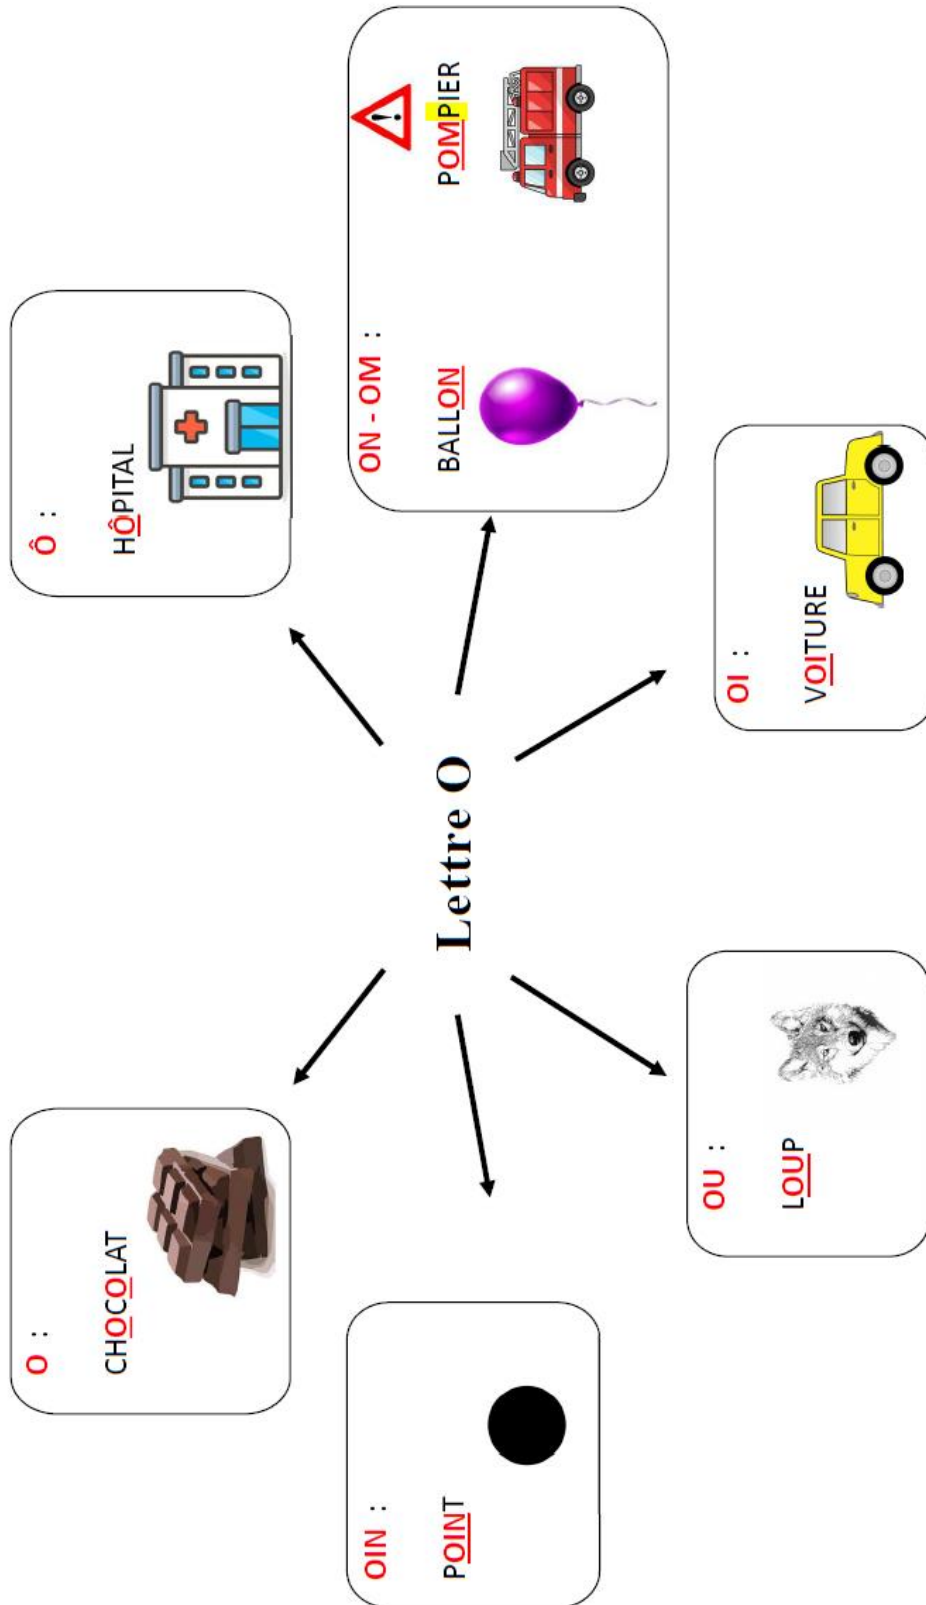 O :
CHOCOLAT
Ô :
HÔPITAL
OIN :
POINT
Lettre O
ON - OM :
BALLON
!
POMPIER
OU :
LOUP
OI :
VOITURE